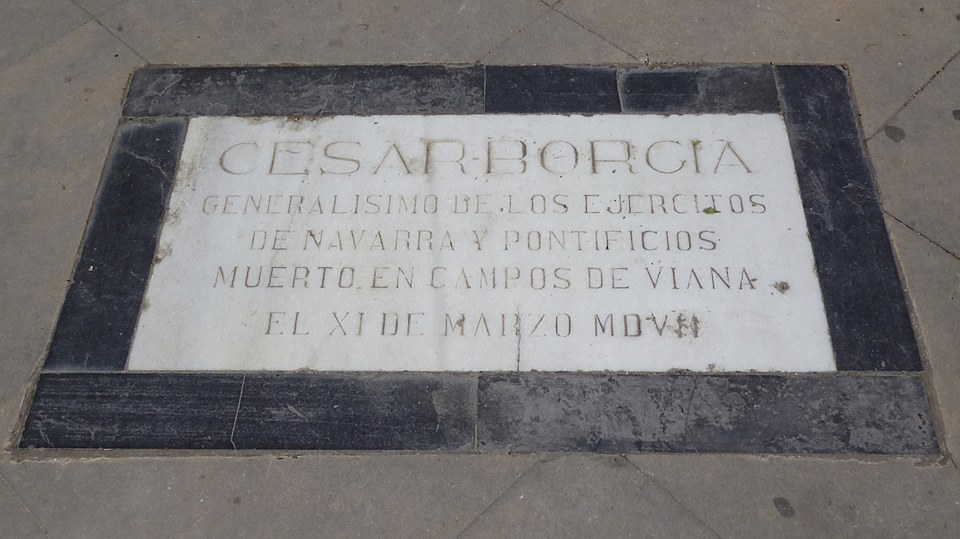 CESAR BORGIA
GENERALISIMO DE LOS EJERCITOS
DE NAVARRA Y PONTIFICIOS
MUERTO EN CAMPOS DE VIANA
EL XI DE MARZO MDVII